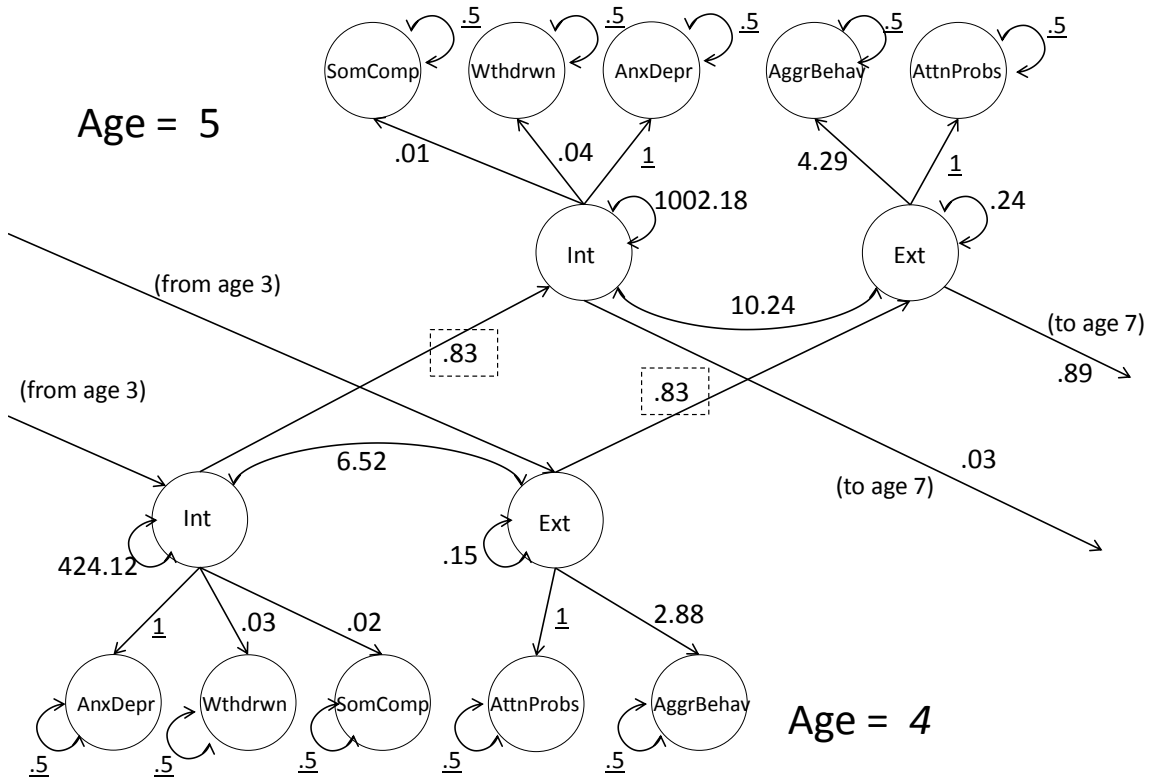 .5 .5 .5 .5 .5
SomComp Wthdrwn AnxDepr AggrBehav AttnProbs
Age = 5
.01 .04 1 4.29 1
1002.18 .24
Int Ext
(from age 3)
10.24
(to age 7)
.83
.89
(from age 3)
.83
6.52
.03
(to age 7)
Int Ext
424.12 .15
1 .03 .02 1 2.88
AnxDepr Wthdrwn SomComp AttnProbs AggrBehav
Age = 4
.5 .5 .5 .5 .5